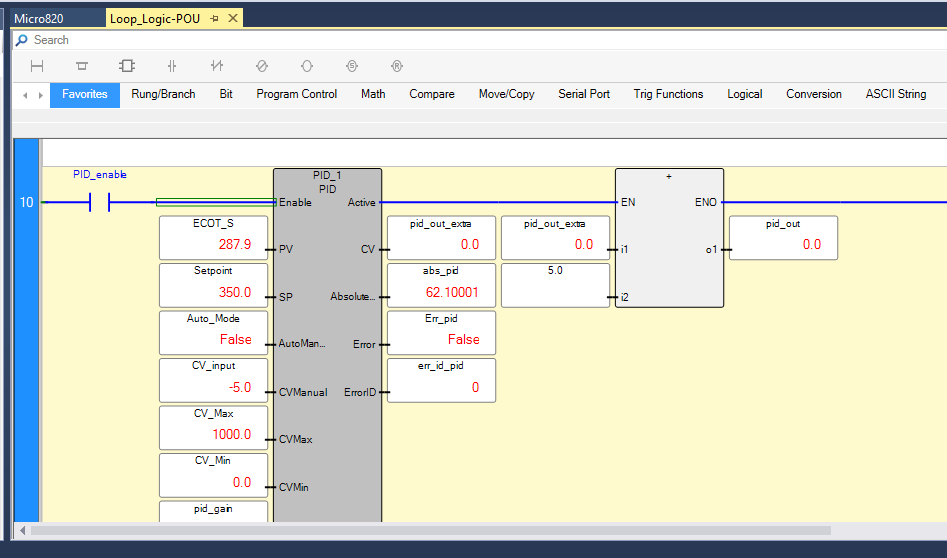 Micro820
Loop_Logic-POU
Search
Favorites Rung/Branch Bit Program Control Math Compare Move/Copy Serial Port Trig Functions Logical Conversion ASCII String
10
PID_enable
PID_1
PID
+
Enable Active
EN ENO
ECOT_S
287.9
PV
CV
pid_out_extra
0.0
pid_out_extra
0.0
i1
o1
pid_out
0.0
Setpoint
350.0
SP
Absolute...
abs_pid
62.10001
5.0
i2
Auto_Mode
False
AutoMan...
Error
Err_pid
False
CV_input
-5.0
CVManual
ErrorID
err_id_pid
0
CV_Max
1000.0
CVMax
CV_Min
0.0
CVMin
pid_gain